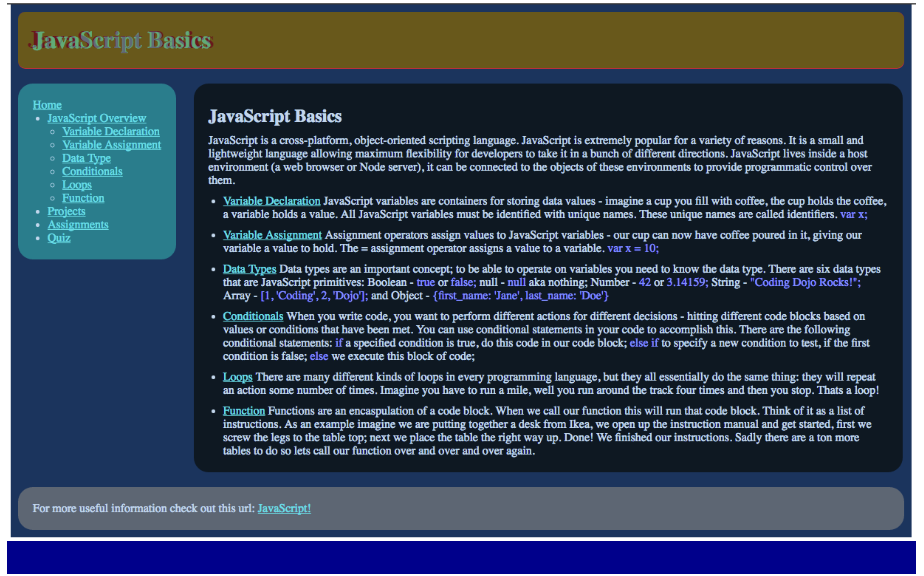 JavaScript Basics
Home
JavaScript Overview
Variable Declaration
Variable Assignment
Data Type
Conditionals
Loops
Function
Projects
Assignments
Quiz
JavaScript Basics
JavaScript is a cross-platform, object-oriented scripting language. JavaScript is extremely popular for a variety of reasons. It is a small and
lightweight language allowing maximum flexibility for developers to take it in a bunch of different directions. JavaScript lives inside a host
environment (a web browser or Node server), it can be connected to the objects of these environments to provide programmatic control over
them.
Variable Declaration JavaScript variables are containers for storing data values - imagine a cup you fill with coffee, the cup holds the coffee,
a variable holds a value. All JavaScript variables must be identified with unique names. These unique names are called identifiers. var x;
Variable Assignment Assignment operators assign values to JavaScript variables - our cup can now have coffee poured in it, giving our
variable a value to hold. The = assignment operator assigns a value to a variable. var x = 10;
Data Types Data types are an important concept; to be able to operate on variables you need to know the data type. There are six data types
that are JavaScript primitives: Boolean - true or false; null - null aka nothing; Number - 42 or 3.14159; String - "Coding Dojo Rocks!";
Array - [1, 'Coding', 2, 'Dojo']; and Object - {first_name: 'Jane', last_name: 'Doe'}
Conditionals When you write code, you want to perform different actions for different decisions - hitting different code blocks based on
values or conditions that have been met. You can use conditional statements in your code to accomplish this. There are the following
conditional statements: if a specified condition is true, do this code in our code block; else if to specify a new condition to test, if the first
condition is false; else we execute this block of code;
Loops There are many different kinds of loops in every programming language, but they all essentially do the same thing: they will repeat
an action some number of times. Imagine you have to run a mile, well you run around the track four times and then you stop. Thats a loop!
Function Functions are an encaspulation of a code block. When we call our function this will run that code block. Think of it as a list of
instructions. As an example imagine we are putting together a desk from Ikea, we open up the instruction manual and get started, first we
screw the legs to the table top; next we place the table the right way up. Done! We finished our instructions. Sadly there are a ton more
tables to do so lets call our function over and over and over again.
For more useful information check out this url: JavaScript!